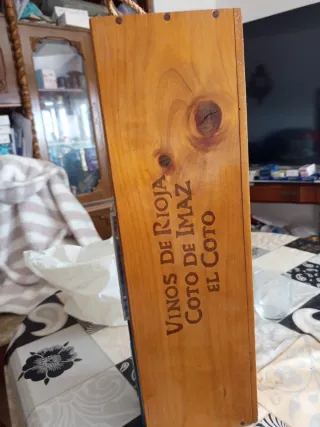 VINOS DE RIOJA
COTO DE IMAZ
EL COTO